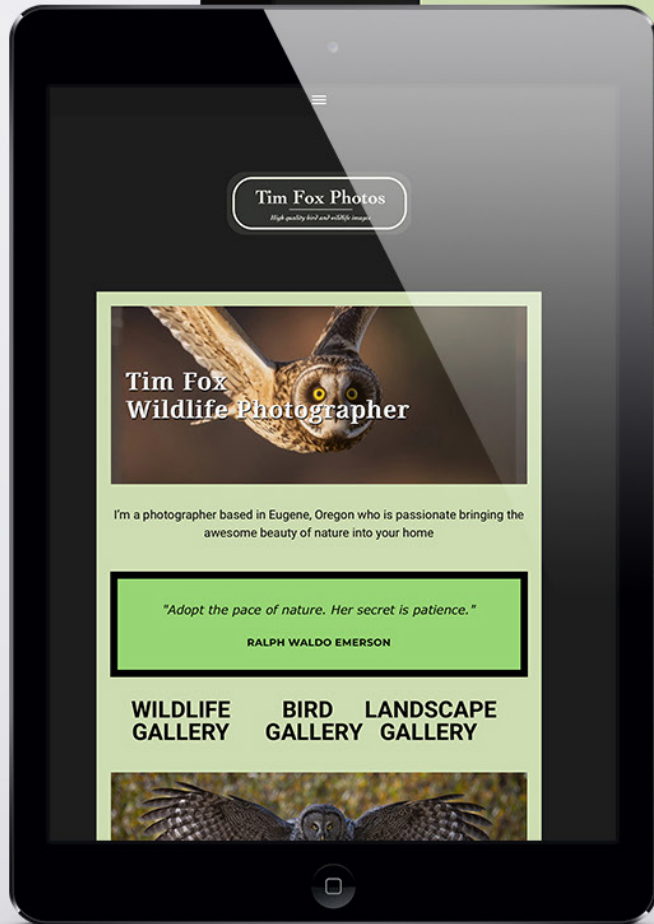 Tim Fox Photos
High quality bird and wildlife images
Tim Fox
Wildlife Photographer
I'm a photographer based in Eugene, Oregon who is passionate bringing the
awesome beauty of nature into your home
"Adopt the pace of nature. Her secret is patience."
RALPH WALDO EMERSON
WILDLIFE BIRD LANDSCAPE
GALLERY GALLERY GALLERY